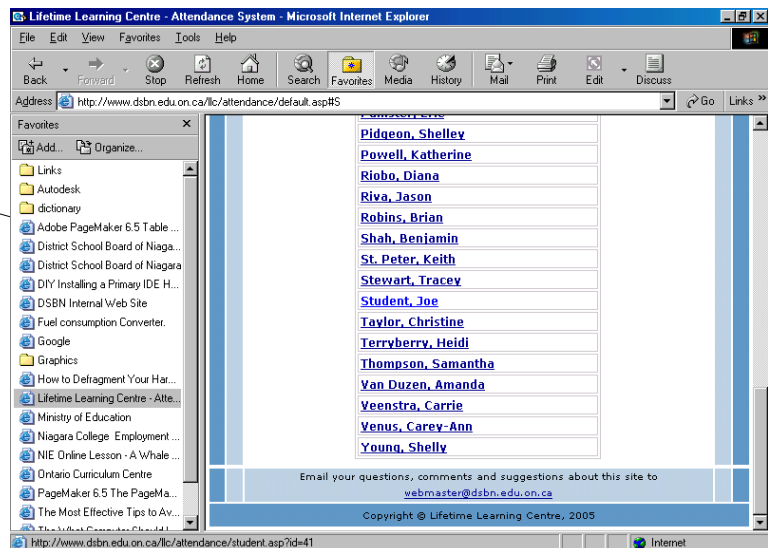 Lifetime Learning Centre - Attendance System - Microsoft Internet Explorer
File Edit View Favorites Tools Help
Back Forward Stop Refresh Home Search Favorites Media History Mail Print Edit Discuss
Address http://www.dsbn.edu.on.ca/llc/attendance/default.asp#S Go Links »
Favorites
Add... Organize...
Links
Autodesk
dictionary
Adobe PageMaker 6.5 Table ...
District School Board of Niaga...
District School Board of Niagara
DIY Installing a Primary IDE H...
DSBN Internal Web Site
Fuel consumption Converter.
Google
Graphics
How to Defragment Your Har...
Lifetime Learning Centre - Atte...
Ministry of Education
Niagara College Employment ...
NIE Online Lesson - A Whale ...
Ontario Curriculum Centre
PageMaker 6.5 The PageMa...
The Most Effective Tips to Av...
Pidgeon, Shelley
Powell, Katherine
Riobo, Diana
Riva, Jason
Robins, Brian
Shah, Benjamin
St. Peter, Keith
Stewart, Tracey
Student, Joe
Taylor, Christine
Terryberry, Heidi
Thompson, Samantha
Van Duzen, Amanda
Veenstra, Carrie
Venus, Carey-Ann
Young, Shelly
Email your questions, comments and suggestions about this site to
webmaster@dsbn.edu.on.ca
Copyright © Lifetime Learning Centre, 2005
http://www.dsbn.edu.on.ca/llc/attendance/student.asp?id=41 Internet